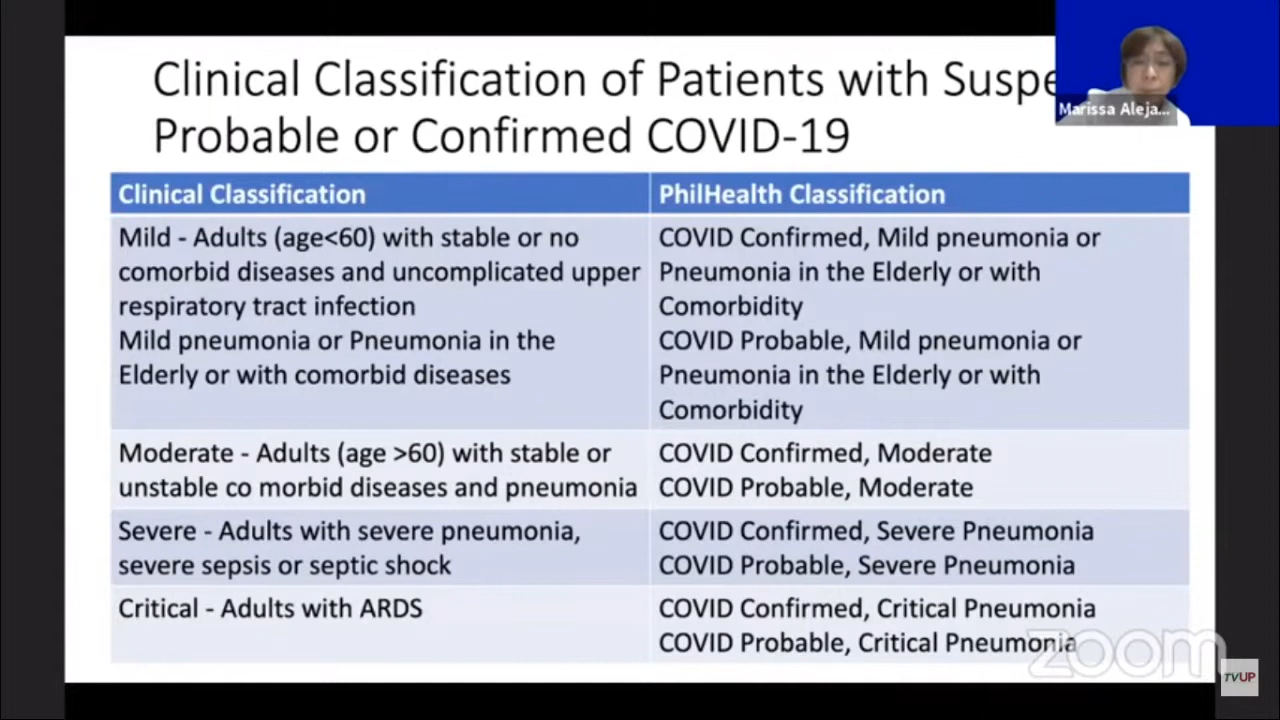 Clinical Classification of Patients with Suspe
Probable or Confirmed COVID-19
Marissa Aleja...
Clinical Classification
PhilHealth Classification
Mild - Adults (age<60) with stable or no
comorbid diseases and uncomplicated upper
respiratory tract infection
Mild pneumonia or Pneumonia in the
Elderly or with comorbid diseases
COVID Confirmed, Mild pneumonia or
Pneumonia in the Elderly or with
Comorbidity
COVID Probable, Mild pneumonia or
Pneumonia in the Elderly or with
Comorbidity
Moderate - Adults (age >60) with stable or
unstable co morbid diseases and pneumonia
COVID Confirmed, Moderate
COVID Probable, Moderate
Severe - Adults with severe pneumonia,
severe sepsis or septic shock
COVID Confirmed, Severe Pneumonia
COVID Probable, Severe Pneumonia
Critical - Adults with ARDS
COVID Confirmed, Critical Pneumonia
COVID Probable, Critical Pneumonia
zoom
TVUP